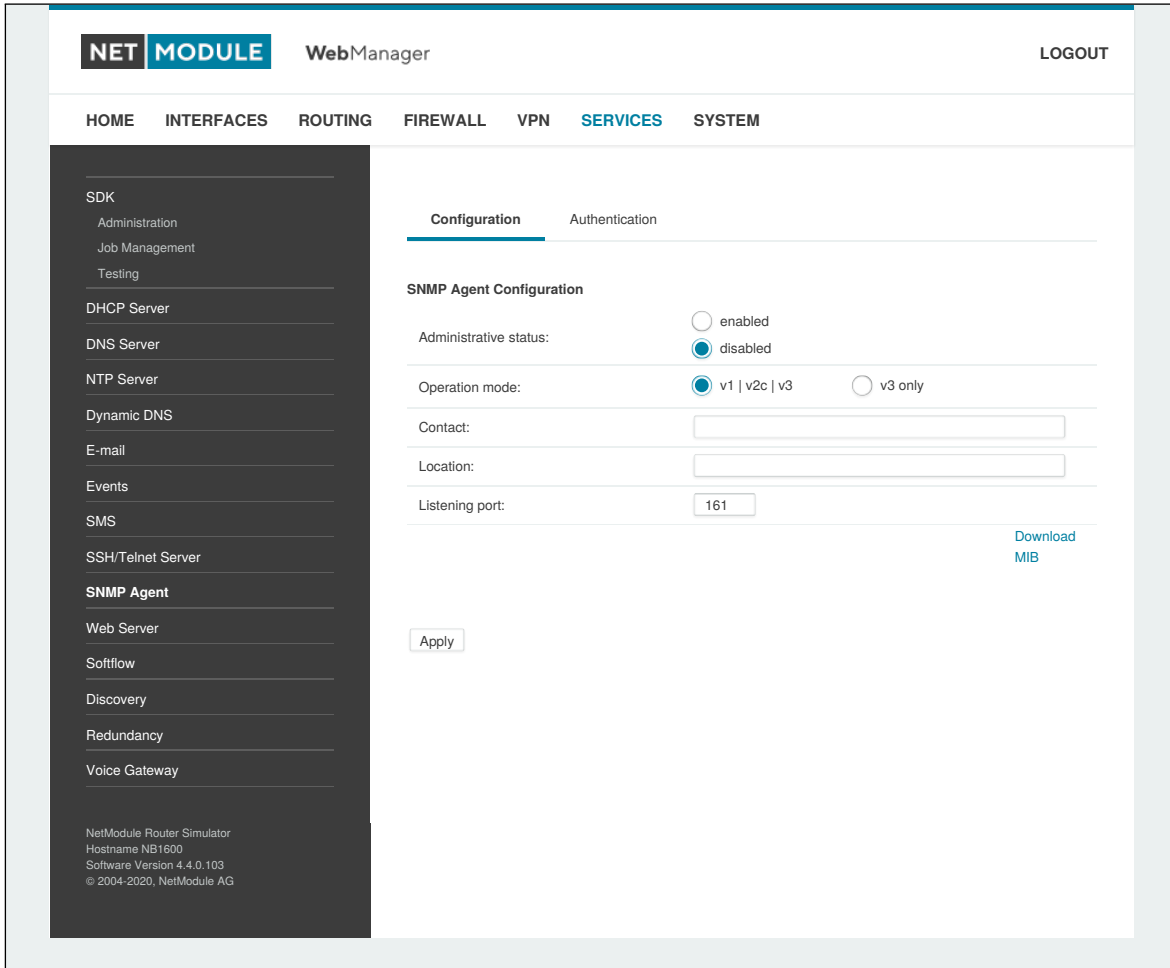 NET MODULE WebManager LOGOUT
HOME INTERFACES ROUTING FIREWALL VPN SERVICES SYSTEM
SDK
Administration
Job Management
Testing
DHCP Server
DNS Server
NTP Server
Dynamic DNS
E-mail
Events
SMS
SSH/Telnet Server
SNMP Agent
Web Server
Softflow
Discovery
Redundancy
Voice Gateway
NetModule Router Simulator
Hostname NB1600
Software Version 4.4.0.103
© 2004-2020, NetModule AG
Configuration Authentication
SNMP Agent Configuration
Administrative status: enabled
disabled
Operation mode: v1 | v2c | v3 v3 only
Contact:
Location:
Listening port: 161
Download
MIB
Apply